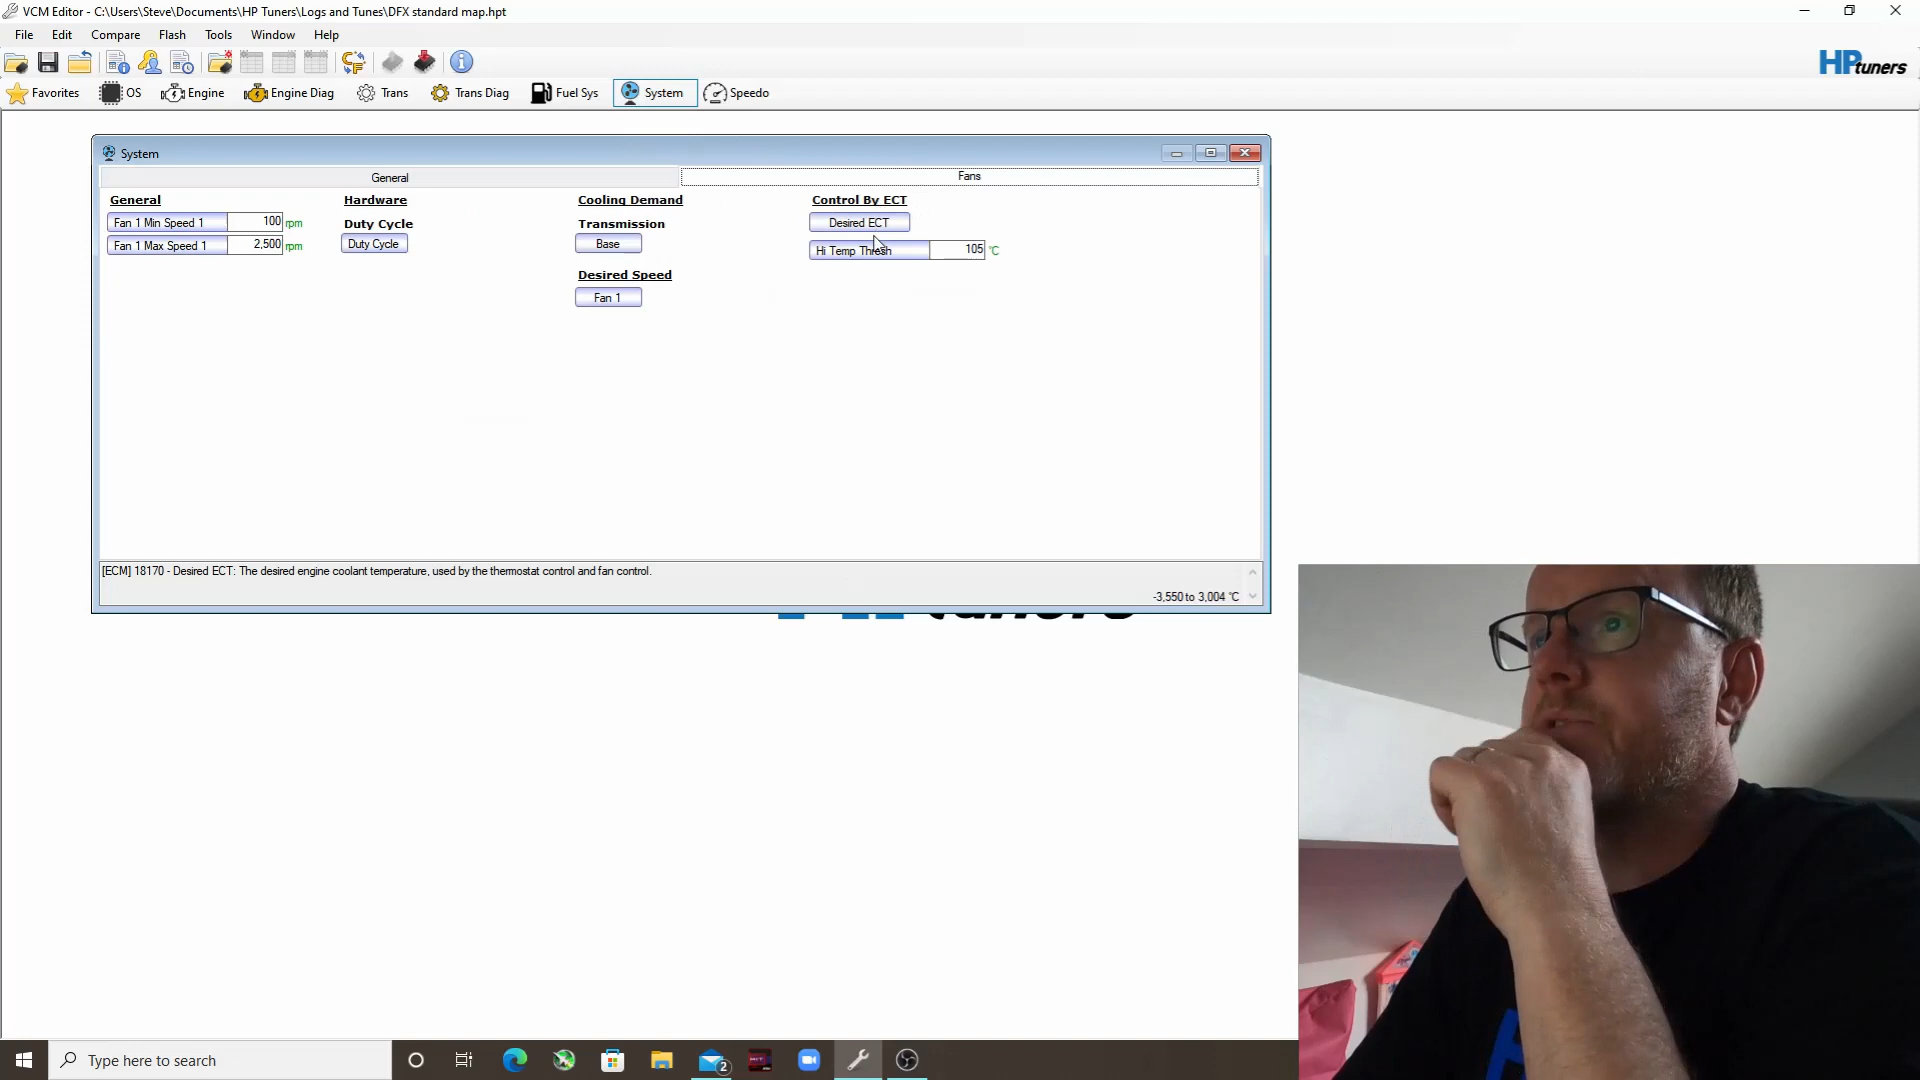 VCM Editor - C:\Users\Steve\Documents\HP Tuners\Logs and Tunes\DFX standard map.hpt
File Edit Compare Flash Tools Window Help
HPtuners
Favorites OS Engine Engine Diag Trans Trans Diag Fuel Sys System Speedo
System
General Fans
General Hardware Cooling Demand Control By ECT
Fan 1 Min Speed 1 100 rpm Duty Cycle Transmission Desired ECT
Fan 1 Max Speed 1 2,500 rpm Duty Cycle Base Hi Temp Thresh 105 °C
Desired Speed
Fan 1
[ECM] 18170 - Desired ECT: The desired engine coolant temperature, used by the thermostat control and fan control.
-3,550 to 3,004 °C
Type here to search
2